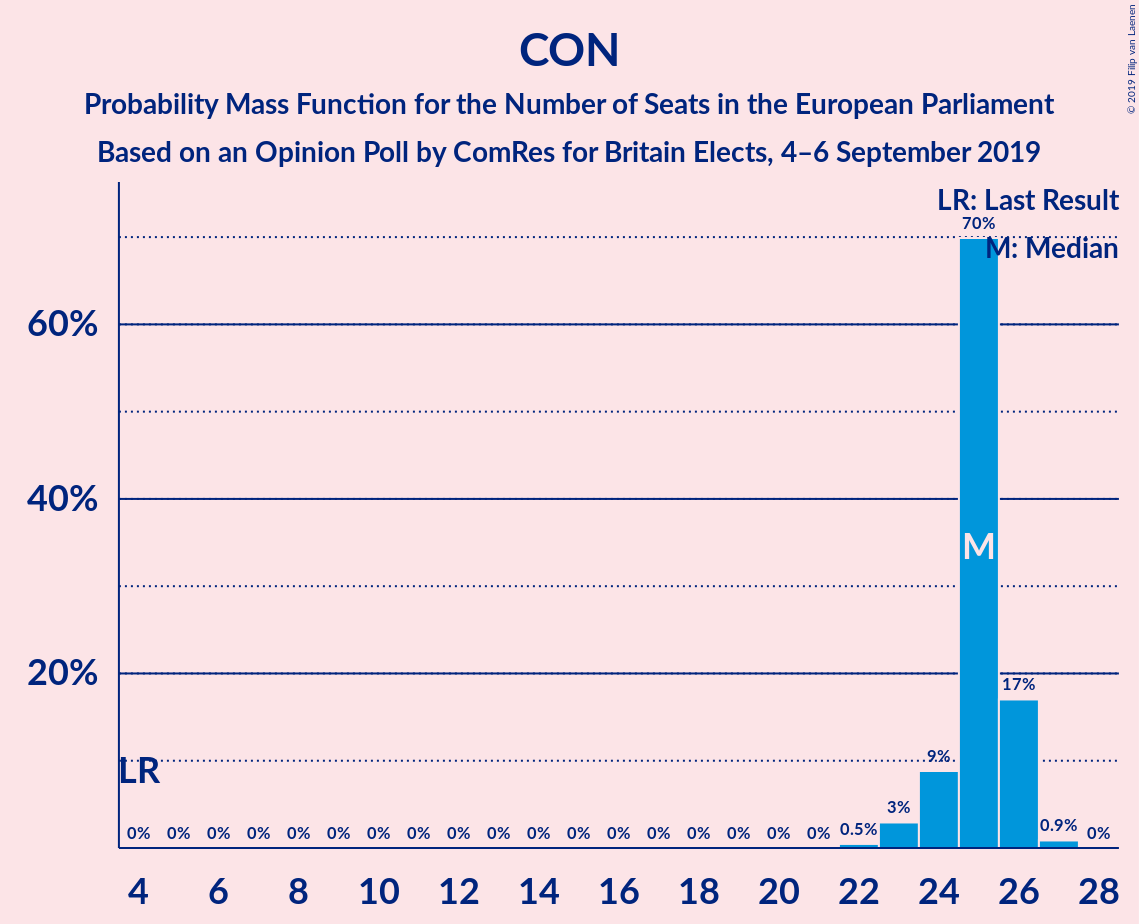 CON
Probability Mass Function for the Number of Seats in the European Parliament
Based on an Opinion Poll by ComRes for Britain Elects, 4–6 September 2019
© 2019 Filip van Laenen
LR: Last Result
M: Median
70%
60%
40%
M
20%
17%
9%
LR
3%
0% 0% 0% 0% 0% 0% 0% 0% 0% 0% 0% 0% 0% 0% 0% 0% 0% 0% 0.5% 0.9% 0%
4 6 8 10 12 14 16 18 20 22 24 26 28